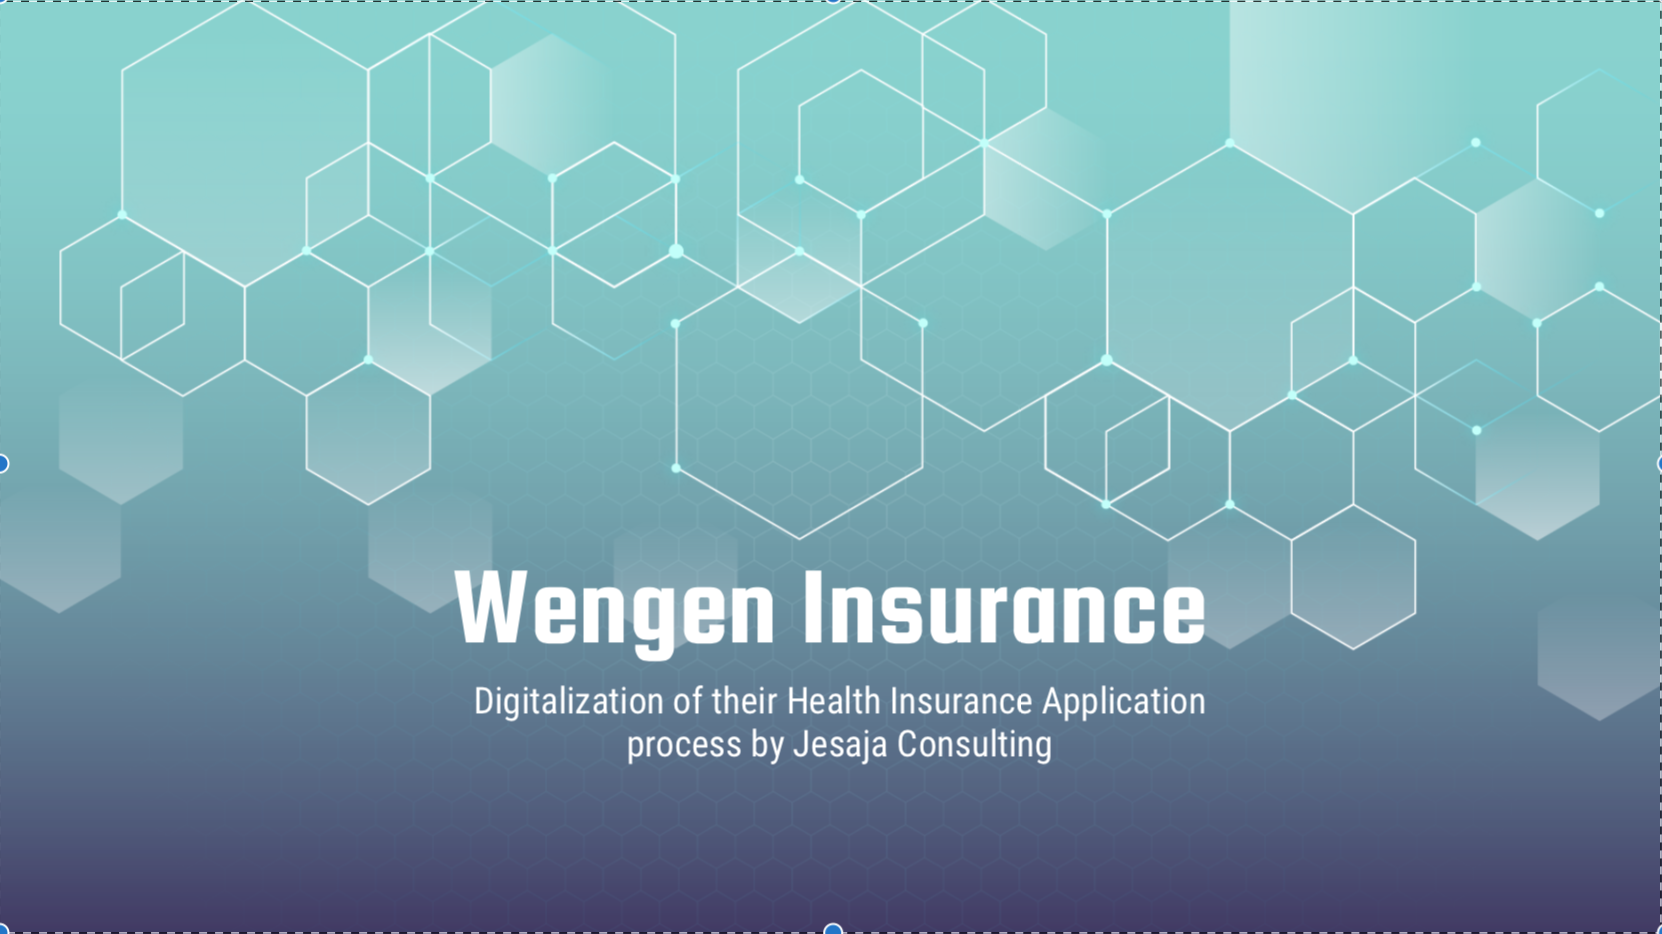 Wengen Insurance
Digitalization of their Health Insurance Application
process by Jesaja Consulting